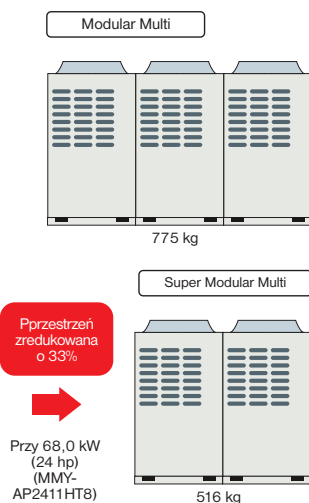 Modular Multi
775 kg
Super Modular Multi
Pprzestrzeń
zredukowana
o 33%
Przy 68,0 kW
(24 hp)
(MMY-
AP2411HT8)
516 kg